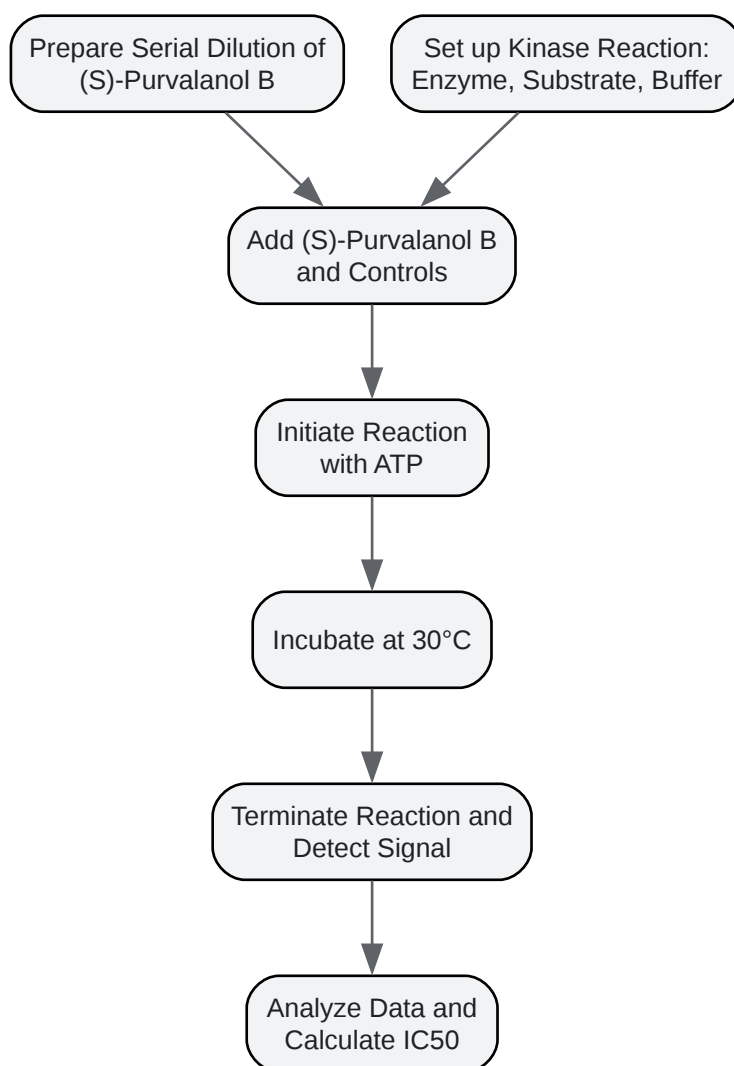 Prepare Serial Dilution of
(S)-Purvalanol B
Set up Kinase Reaction:
Enzyme, Substrate, Buffer
Add (S)-Purvalanol B
and Controls
Initiate Reaction
with ATP
Incubate at 30°C
Terminate Reaction and
Detect Signal
Analyze Data and
Calculate IC50